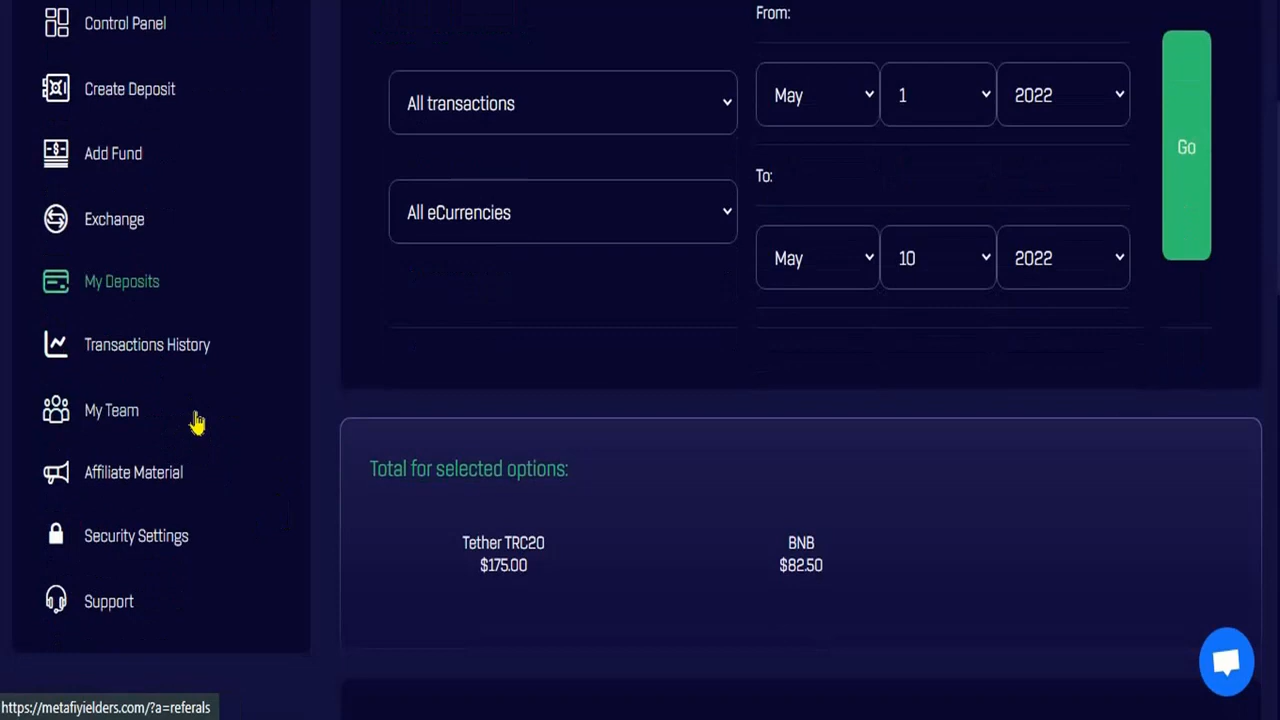 Control Panel
Create Deposit
Add Fund
Exchange
My Deposits
Transactions History
My Team
Affiliate Material
Security Settings
Support
All transactions
All eCurrencies
From:
May 1 2022
To:
May 10 2022
Go
Total for selected options:
Tether TRC20
$175.00
BNB
$82.50
https://metafiyielders.com/?a=referals